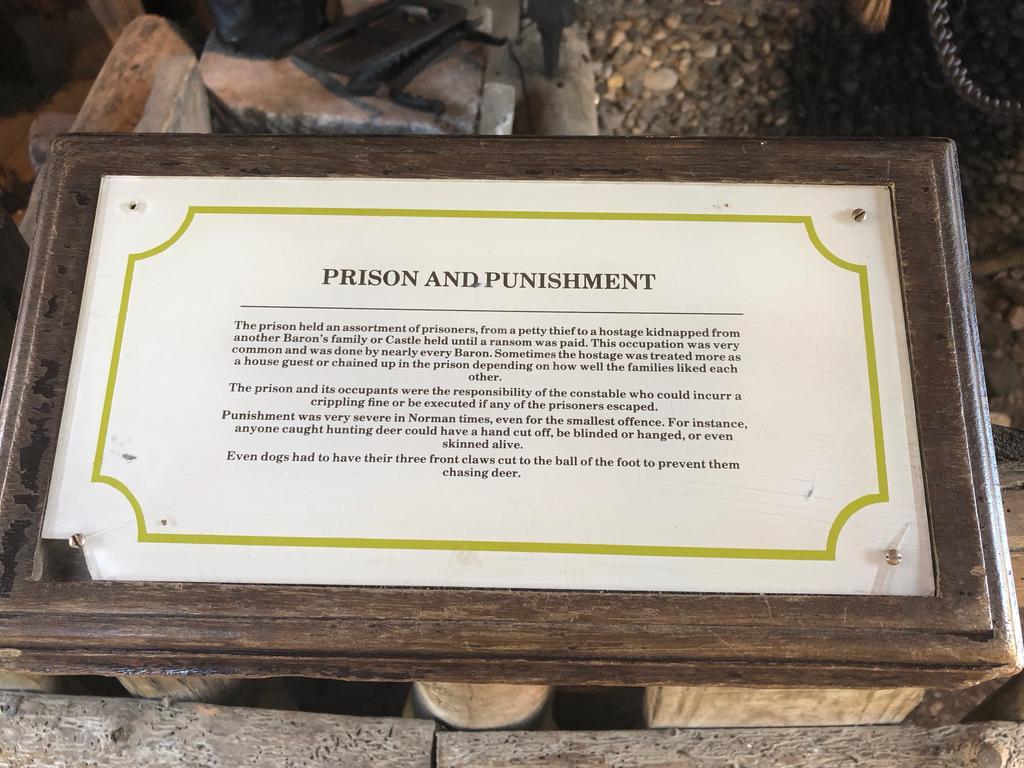 PRISON AND PUNISHMENT
The prison held an assortment of prisoners, from a petty thief to a hostage kidnapped from
another Baron's family or Castle held until a ransom was paid. This occupation was very
common and was done by nearly every Baron. Sometimes the hostage was treated more as
a house guest or chained up in the prison depending on how well the families liked each
other.
The prison and its occupants were the responsibility of the constable who could incurr a
crippling fine or be executed if any of the prisoners escaped.
Punishment was very severe in Norman times, even for the smallest offence. For instance,
anyone caught hunting deer could have a hand cut off, be blinded or hanged, or even
skinned alive.
Even dogs had to have their three front claws cut to the ball of the foot to prevent them
chasing deer.